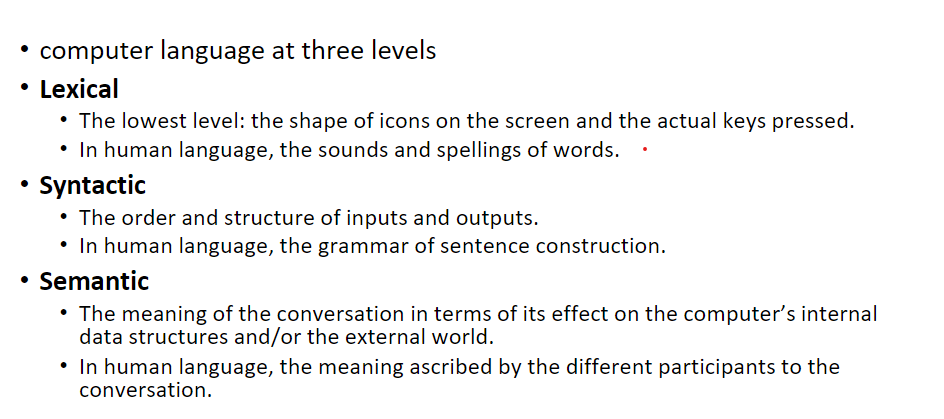 • computer language at three levels
• Lexical
• The lowest level: the shape of icons on the screen and the actual keys pressed.
• In human language, the sounds and spellings of words.
• Syntactic
• The order and structure of inputs and outputs.
• In human language, the grammar of sentence construction.
• Semantic
• The meaning of the conversation in terms of its effect on the computer’s internal
data structures and/or the external world.
• In human language, the meaning ascribed by the different participants to the
conversation.